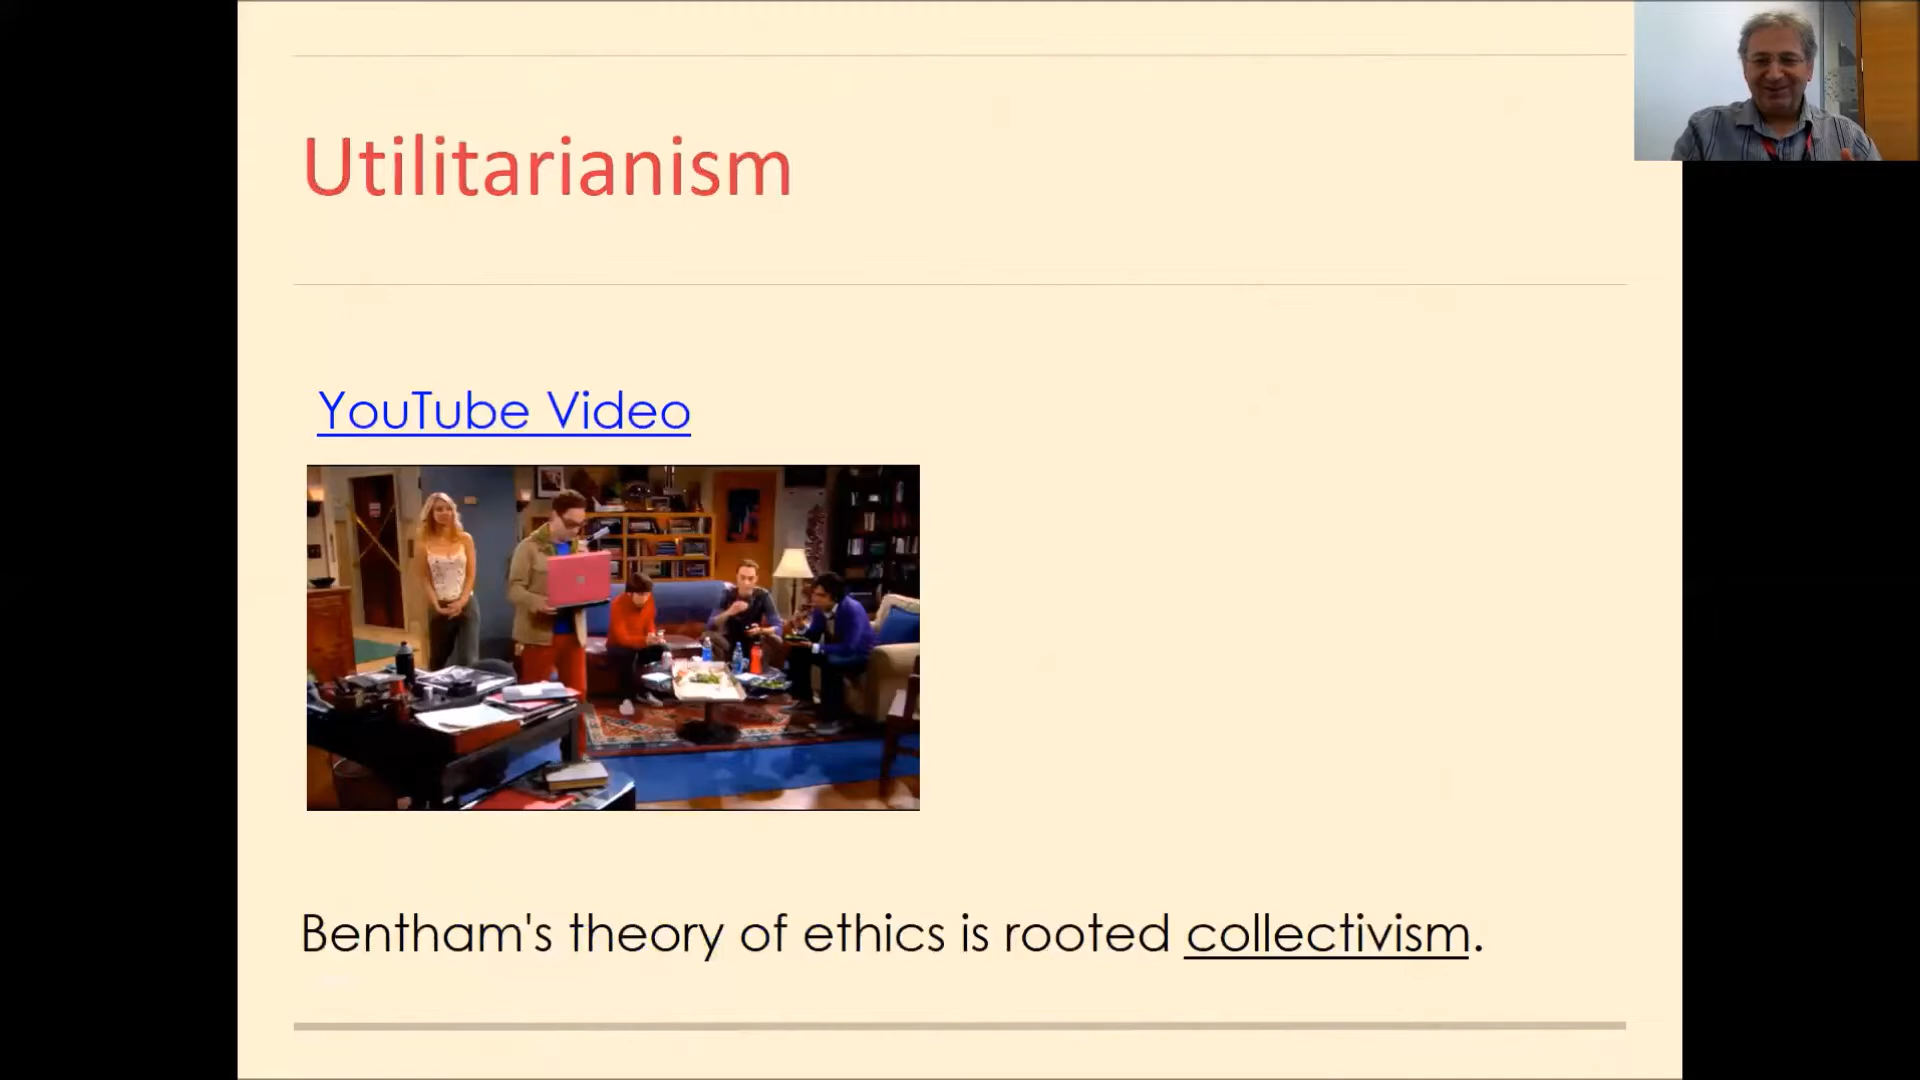 Utilitarianism
YouTube Video
Bentham's theory of ethics is rooted collectivism.